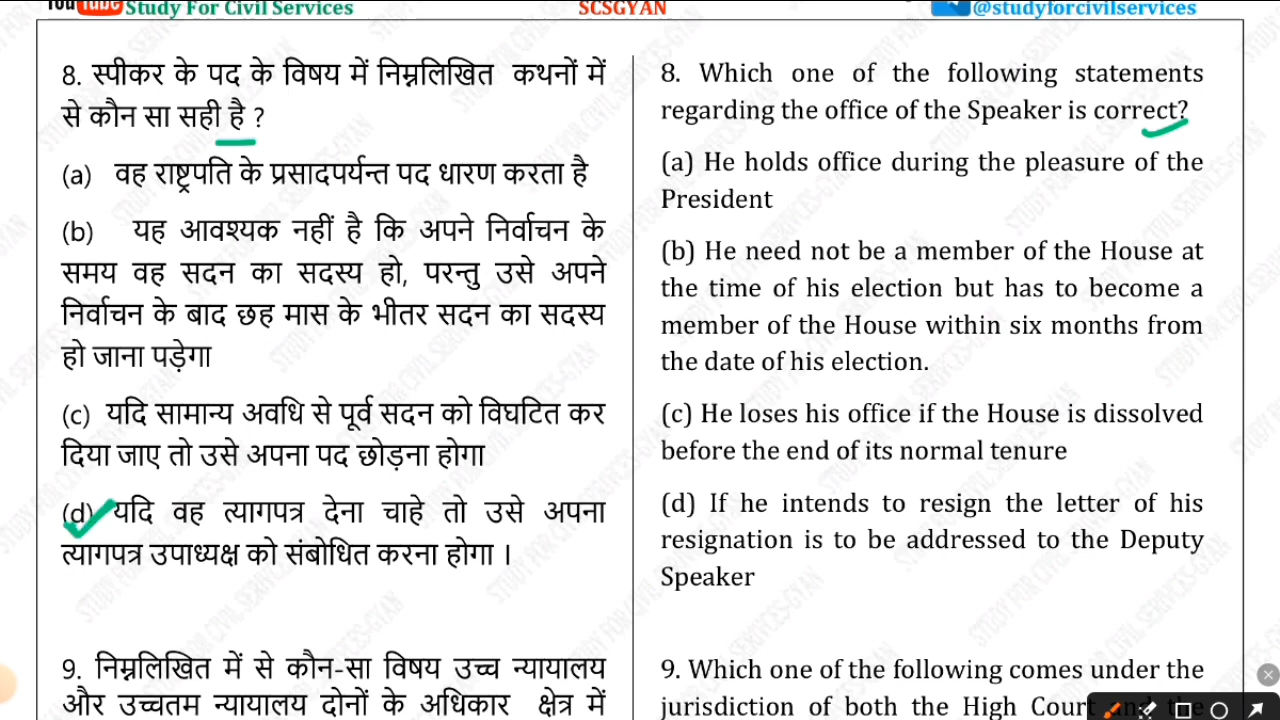 YouTube Study For Civil Services
SCSGYAN
@studyforcivilservices
8. स्पीकर के पद के विषय में निम्नलिखित कथनों में
से कौन सा सही है ?
(a) वह राष्ट्रपति के प्रसादपर्यन्त पद धारण करता है
(b) यह आवश्यक नहीं है कि अपने निर्वाचन के
समय वह सदन का सदस्य हो, परन्तु उसे अपने
निर्वाचन के बाद छह मास के भीतर सदन का सदस्य
हो जाना पड़ेगा
(c) यदि सामान्य अवधि से पूर्व सदन को विघटित कर
दिया जाए तो उसे अपना पद छोड़ना होगा
(d) यदि वह त्यागपत्र देना चाहे तो उसे अपना
त्यागपत्र उपाध्यक्ष को संबोधित करना होगा ।
9. निम्नलिखित में से कौन-सा विषय उच्च न्यायालय
और उच्चतम न्यायालय दोनों के अधिकार क्षेत्र में
8. Which one of the following statements
regarding the office of the Speaker is correct?
(a) He holds office during the pleasure of the
President
(b) He need not be a member of the House at
the time of his election but has to become a
member of the House within six months from
the date of his election.
(c) He loses his office if the House is dissolved
before the end of its normal tenure
(d) If he intends to resign the letter of his
resignation is to be addressed to the Deputy
Speaker
9. Which one of the following comes under the
jurisdiction of both the High Court and the